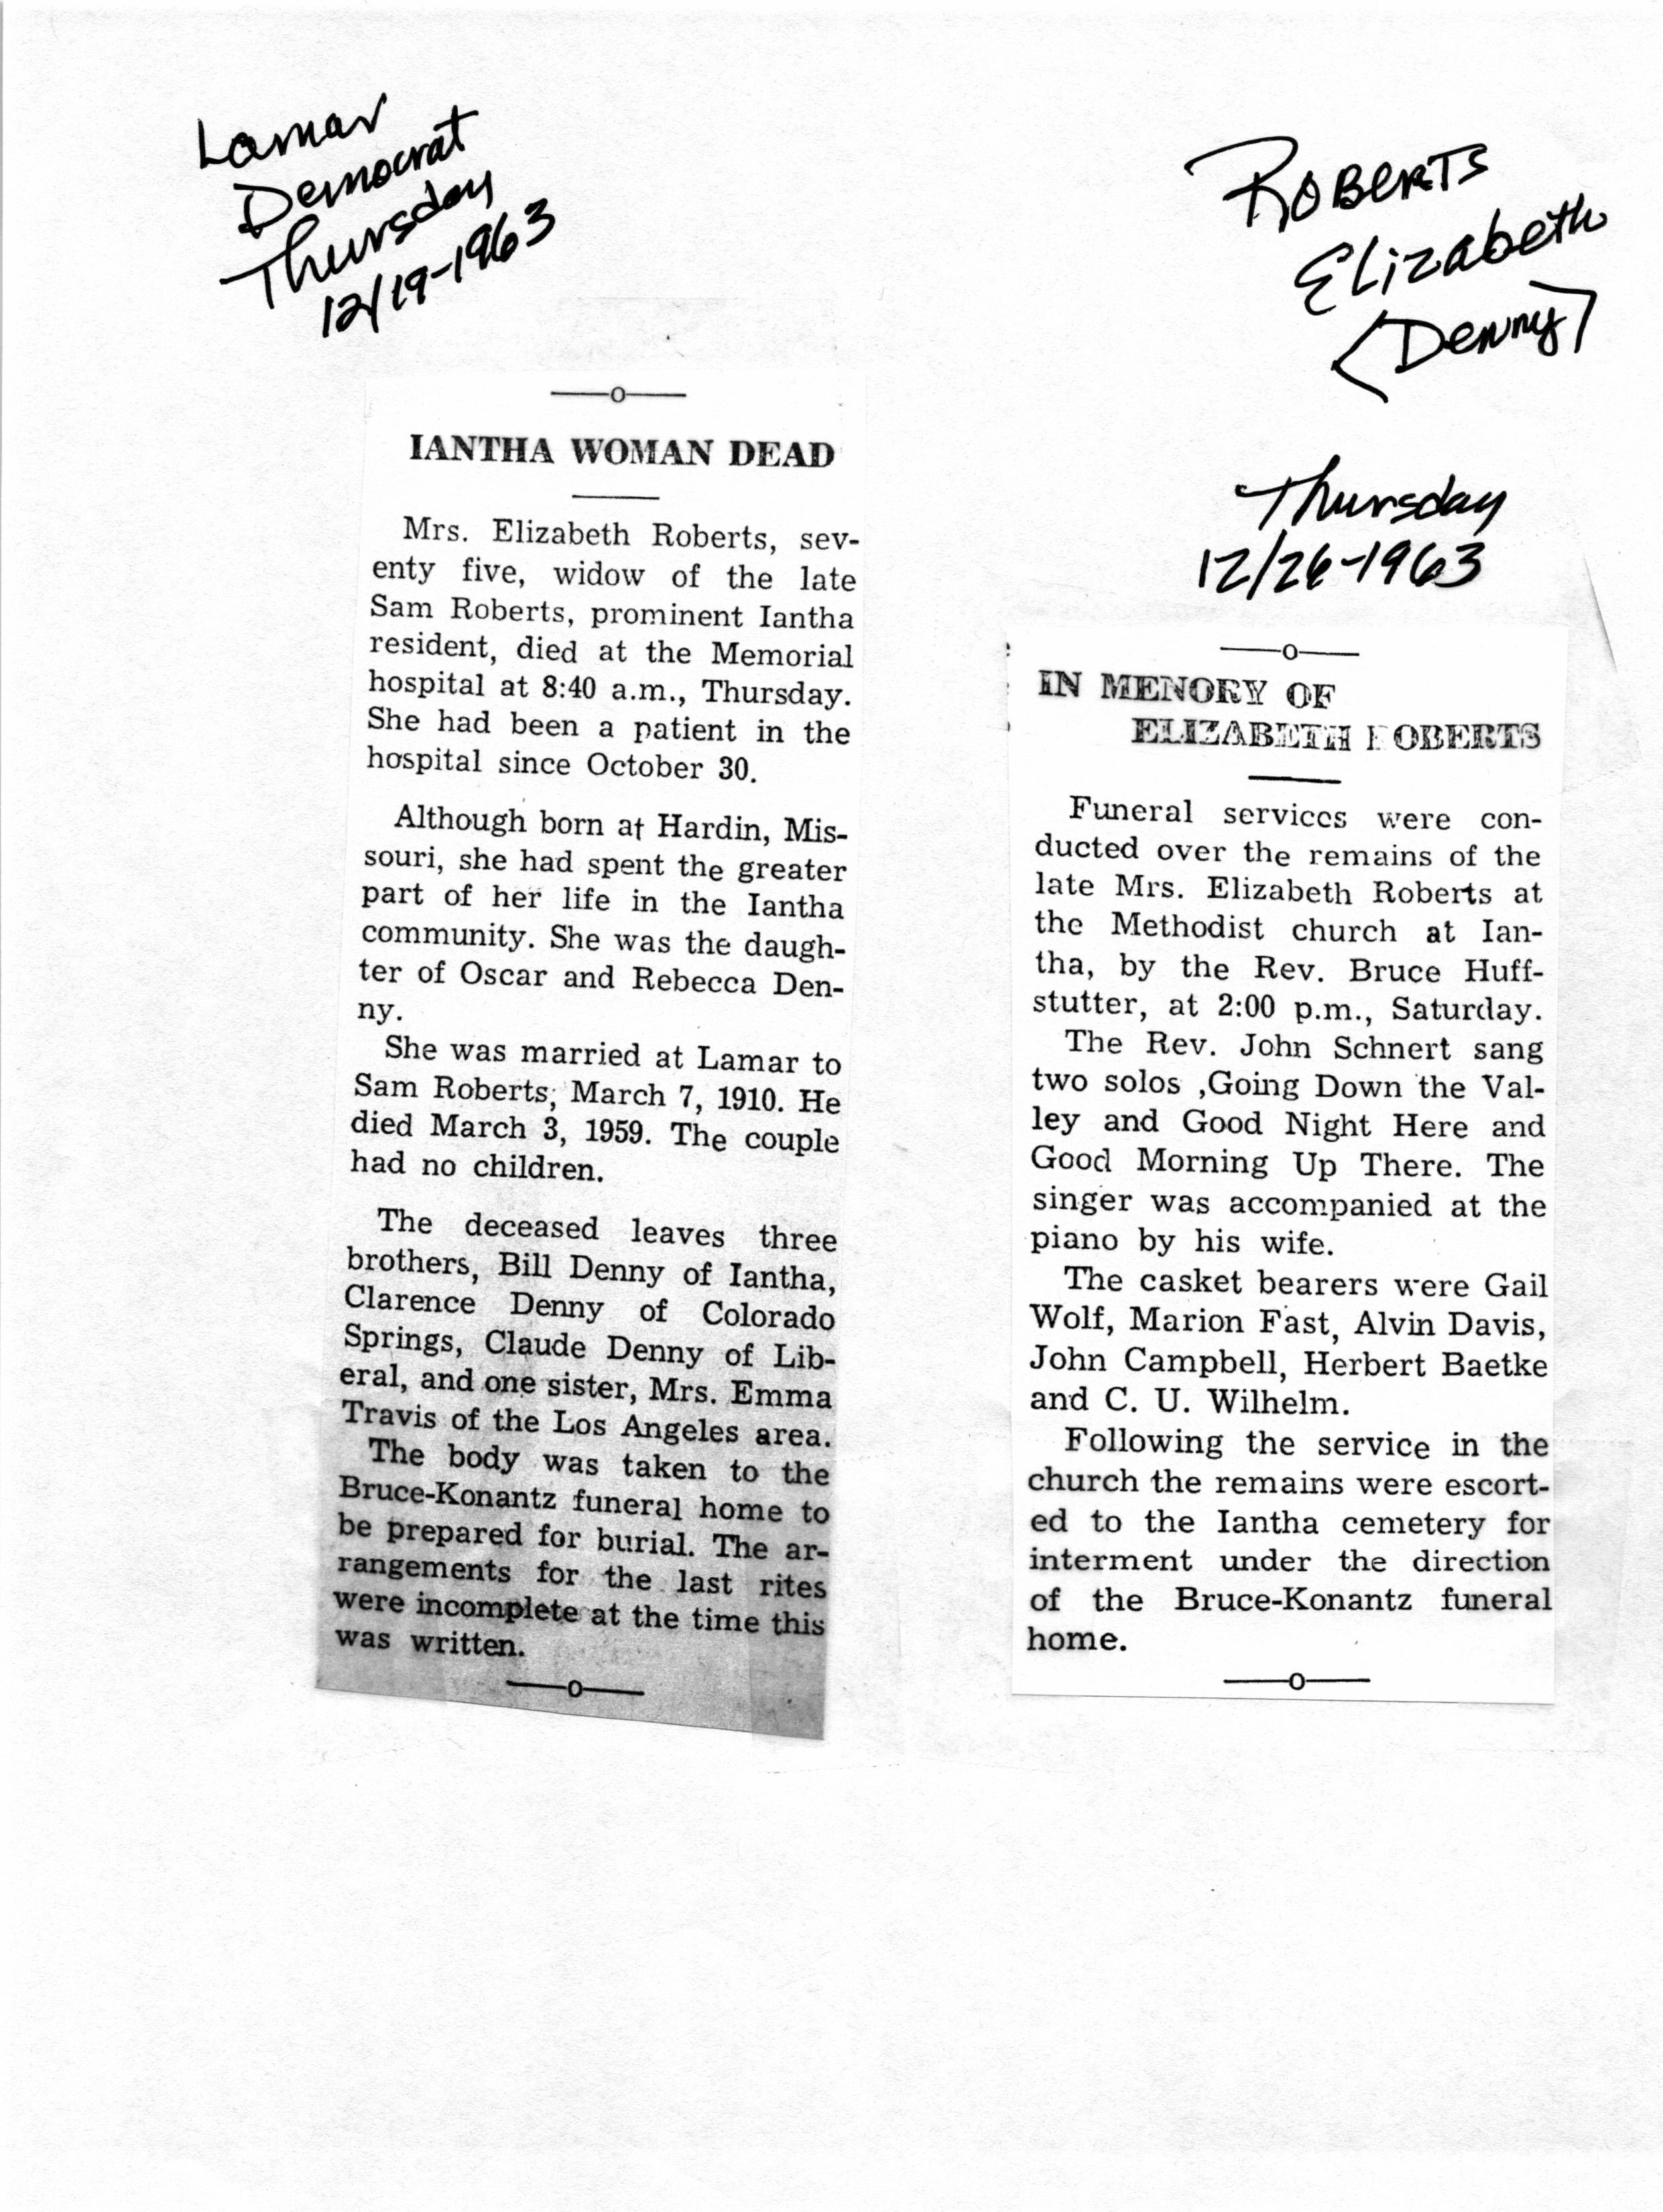 Lamar
Democrat
Thursday
12/19-1963
—o—
IANTHA WOMAN DEAD
Mrs. Elizabeth Roberts, sev-
enty five, widow of the late
Sam Roberts, prominent Iantha
resident, died at the Memorial
hospital at 8:40 a.m., Thursday.
She had been a patient in the
hospital since October 30.
Although born at Hardin, Mis-
souri, she had spent the greater
part of her life in the Iantha
community. She was the daugh-
ter of Oscar and Rebecca Den-
ny.
She was married at Lamar to
Sam Roberts, March 7, 1910. He
died March 3, 1959. The couple
had no children.
The deceased leaves three
brothers, Bill Denny of Iantha,
Clarence Denny of Colorado
Springs, Claude Denny of Lib-
eral, and one sister, Mrs. Emma
Travis of the Los Angeles area.
The body was taken to the
Bruce-Konantz funeral home to
be prepared for burial. The ar-
rangements for the last rites
were incomplete at the time this
was written.
—o—
ROBERTS
Elizabeth
<Denny>
Thursday
12/26-1963
—o—
IN MENORY OF
ELIZABETH ROBERTS
Funeral services were con-
ducted over the remains of the
late Mrs. Elizabeth Roberts at
the Methodist church at Ian-
tha, by the Rev. Bruce Huff-
stutter, at 2:00 p.m., Saturday.
The Rev. John Schnert sang
two solos ,Going Down the Val-
ley and Good Night Here and
Good Morning Up There. The
singer was accompanied at the
piano by his wife.
The casket bearers were Gail
Wolf, Marion Fast, Alvin Davis,
John Campbell, Herbert Baetke
and C. U. Wilhelm.
Following the service in the
church the remains were escort-
ed to the Iantha cemetery for
interment under the direction
of the Bruce-Konantz funeral
home.
—o—